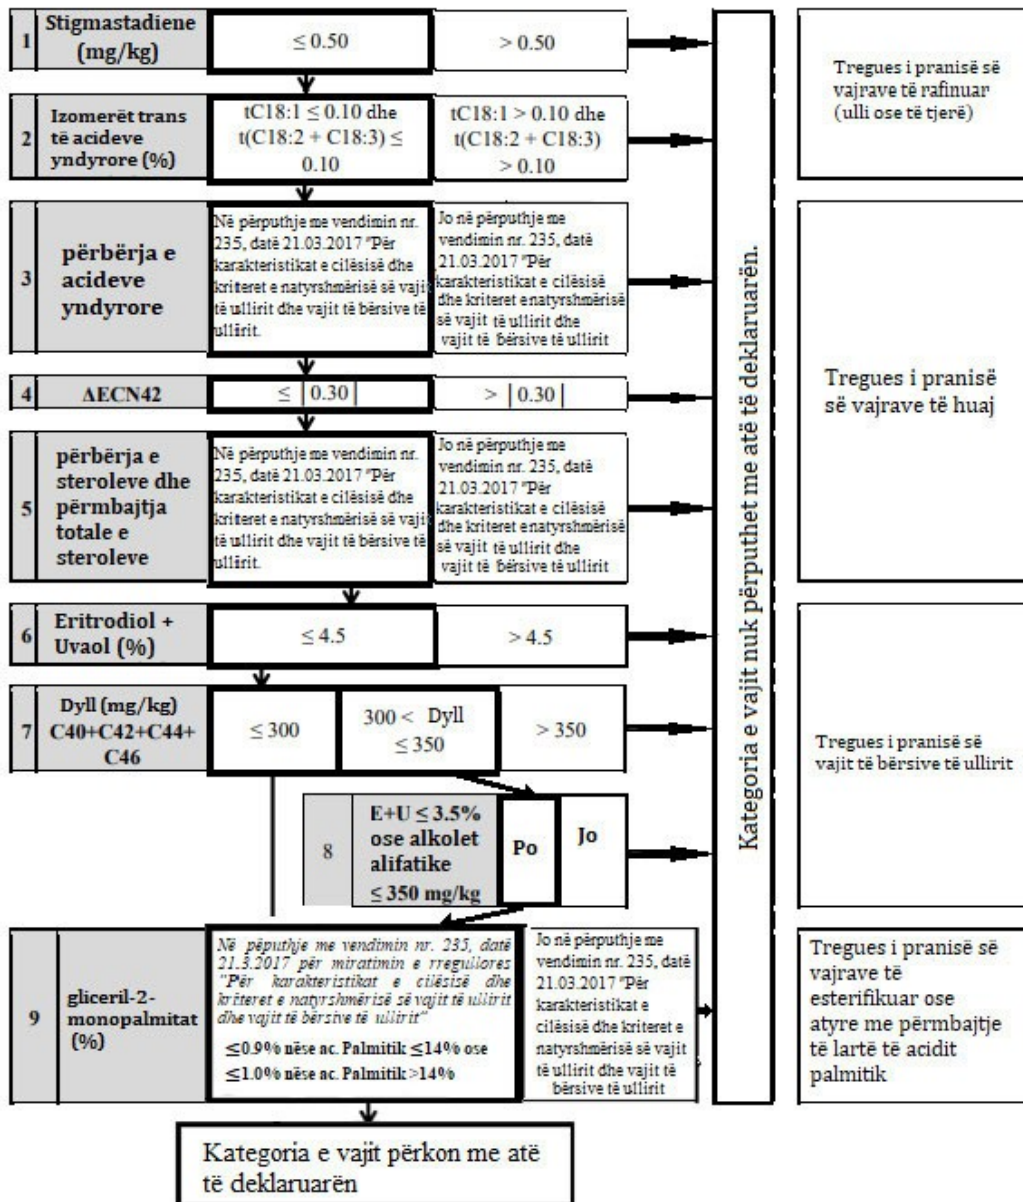 1
Stigmastadiene
(mg/kg)
≤ 0.50
> 0.50
2
Izomerët trans
të acideve
yndyrore (%)
tC18:1 ≤ 0.10 dhe
t(C18:2 + C18:3) ≤
0.10
tC18:1 > 0.10 dhe
t(C18:2 + C18:3)
> 0.10
Tregues i pranisë së
vajrave të rafinuar
(ulli ose të tjerë)
3
përbërja e
acideve
yndyrore
Në përputhje me vendimin nr.
235, datë 21.03.2017 "Për
karakteristikat e cilësisë dhe
kriteret e natyrshmërisë së vajit
të ullirit dhe vajit të bërsive të
ullirit.
Jo në përputhje me
vendimin nr. 235, datë
21.03.2017 "Për
karakteristikat e cilësisë
dhe kriteret e natyrshmërisë
së vajit të ullirit dhe
vajit të bërsive të ullirit
4
ΔECN42
≤ |0.30|
> |0.30|
Tregues i pranisë
së vajrave të huaj
5
përbërja e
steroleve dhe
përmbajtja
totale e
steroleve
Në përputhje me vendimin nr.
235, datë 21.03.2017 "Për
karakteristikat e cilësisë dhe
kriteret e natyrshmërisë së vajit
të ullirit dhe vajit të bërsive të
ullirit.
Jo në përputhje me
vendimin nr. 235, datë
21.03.2017 "Për
karakteristikat e cilësisë
dhe kriteret e natyrshmërisë
së vajit të ullirit dhe
vajit të bërsive të ullirit
6
Eritrodiol +
Uvaol (%)
≤ 4.5
> 4.5
7
Dyll (mg/kg)
C40+C42+C44+
C46
≤ 300
300 < Dyll
≤ 350
> 350
Tregues i pranisë së
vajit të bërsive të ullirit
8
E+U ≤ 3.5%
ose alkolet
alifatike
≤ 350 mg/kg
Po
Jo
9
gliceril-2-
monopalmitat
(%)
Në pëputhje me vendimin nr. 235, datë
21.3.2017 për miratimin e rregullores
"Për karakteristikat e cilësisë dhe
kriteret e natyrshmërisë së vajit të ullirit
dhe vajit të bërsive të ullirit"
≤0.9% nëse ac. Palmitik ≤14% ose
≤1.0% nëse ac. Palmitik >14%
Jo në përputhje me
vendimin nr. 235, datë
21.03.2017 "Për
karakteristikat e
cilësisë dhe kriteret e
natyrshmërisë së vajit
të ullirit dhe vajit të
bërsive të ullirit
Tregues i pranisë së
vajrave të
esterifikuar ose
atyre me përmbajtje
të lartë të acidit
palmitik
Kategoria e vajit nuk përputhet me atë të deklaruarën.
Kategoria e vajit përkon me atë
të deklaruarën